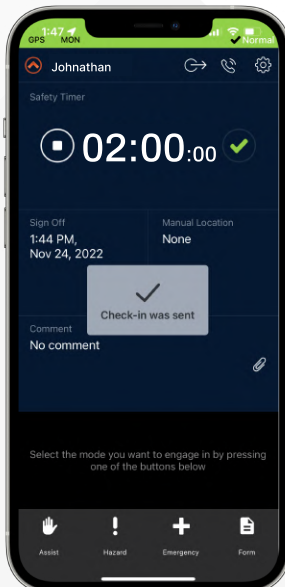 1:47
GPS MON Normal
Johnathan
Safety Timer
02:00:00
Sign Off
1:44 PM,
Nov 24, 2022
Manual Location
None
Check-in was sent
Comment
No comment
Select the mode you want to engage in by pressing
one of the buttons below
Assist Hazard Emergency Form